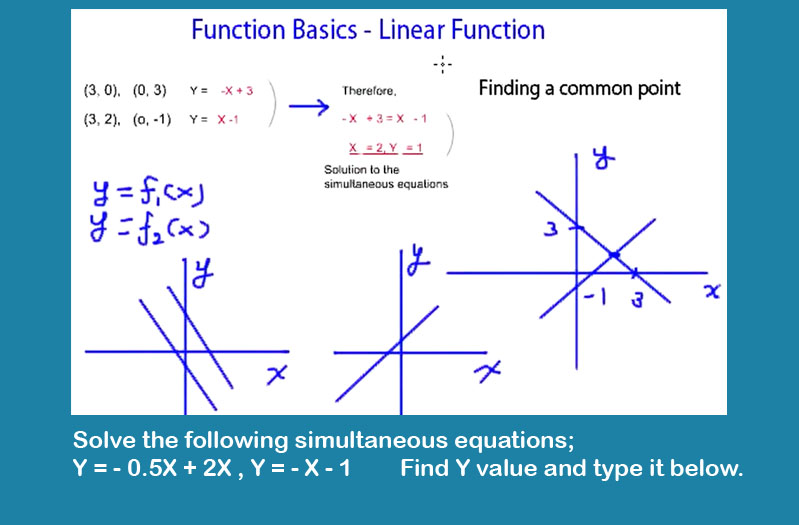 Function Basics - Linear Function
Finding a common point
(3, 0), (0, 3) Y = -X + 3
(3, 2), (o, -1) Y = X -1
Therefore,
-X + 3 = X - 1
X = 2, Y = 1
Solution to the
simultaneous equations
y = f₁(x)
y = f₂(x)
y
x
y
x
y
3
-1 3
x
Solve the following simultaneous equations;
Y = - 0.5X + 2X , Y = - X - 1 Find Y value and type it below.